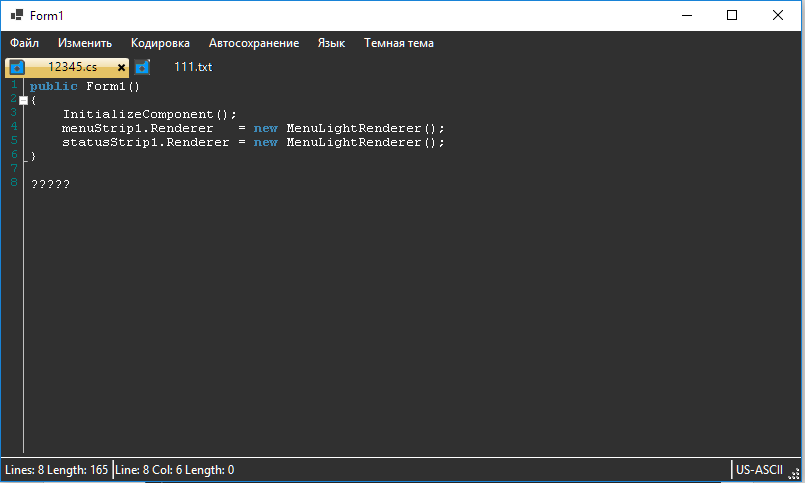 Form1
Файл Изменить Кодировка Автосохранение Язык Темная тема
12345.cs 111.txt
1 public Form1()
2 {
3 InitializeComponent();
4 menuStrip1.Renderer = new MenuLightRenderer();
5 statusStrip1.Renderer = new MenuLightRenderer();
6 }
7
8 ?????
Lines: 8 Length: 165 Line: 8 Col: 6 Length: 0 US-ASCII